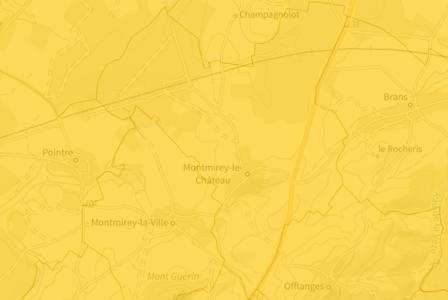 Champagnolot
Brans
le Rocheris
Pointre
Montmirey-le-
Château
Montmirey-la-Ville
Mont Guérin
Offlanges